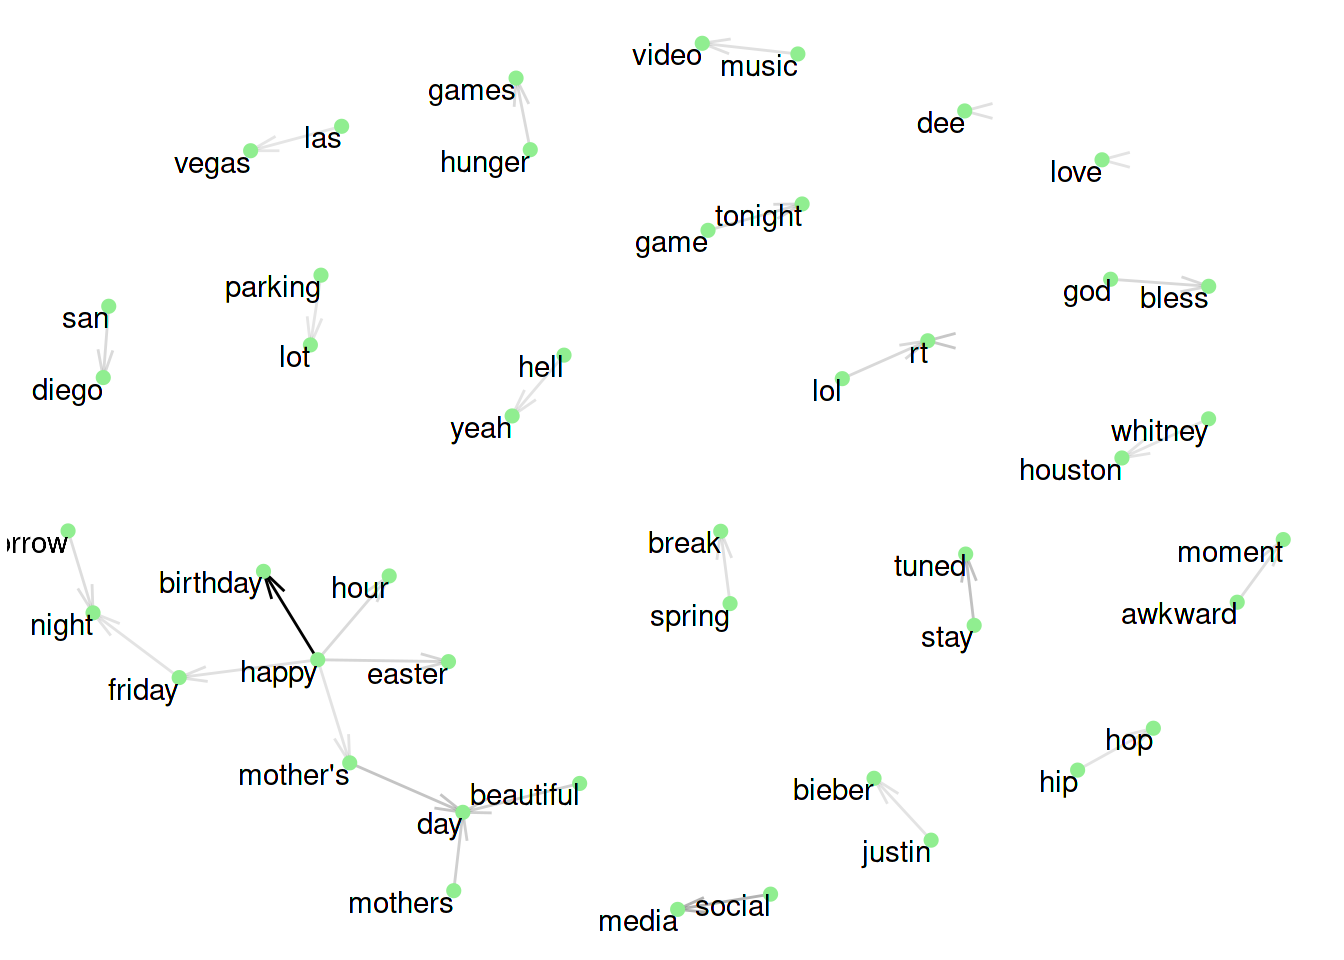 video
music
games
las
vegas
hunger
dee
love
tonight
game
parking
san
lot
diego
god
bless
hell
yeah
rt
lol
whitney
houston
orrow
birthday
hour
night
happy
easter
friday
break
spring
tuned
stay
moment
awkward
mother's
beautiful
day
mothers
hop
hip
bieber
justin
social
media